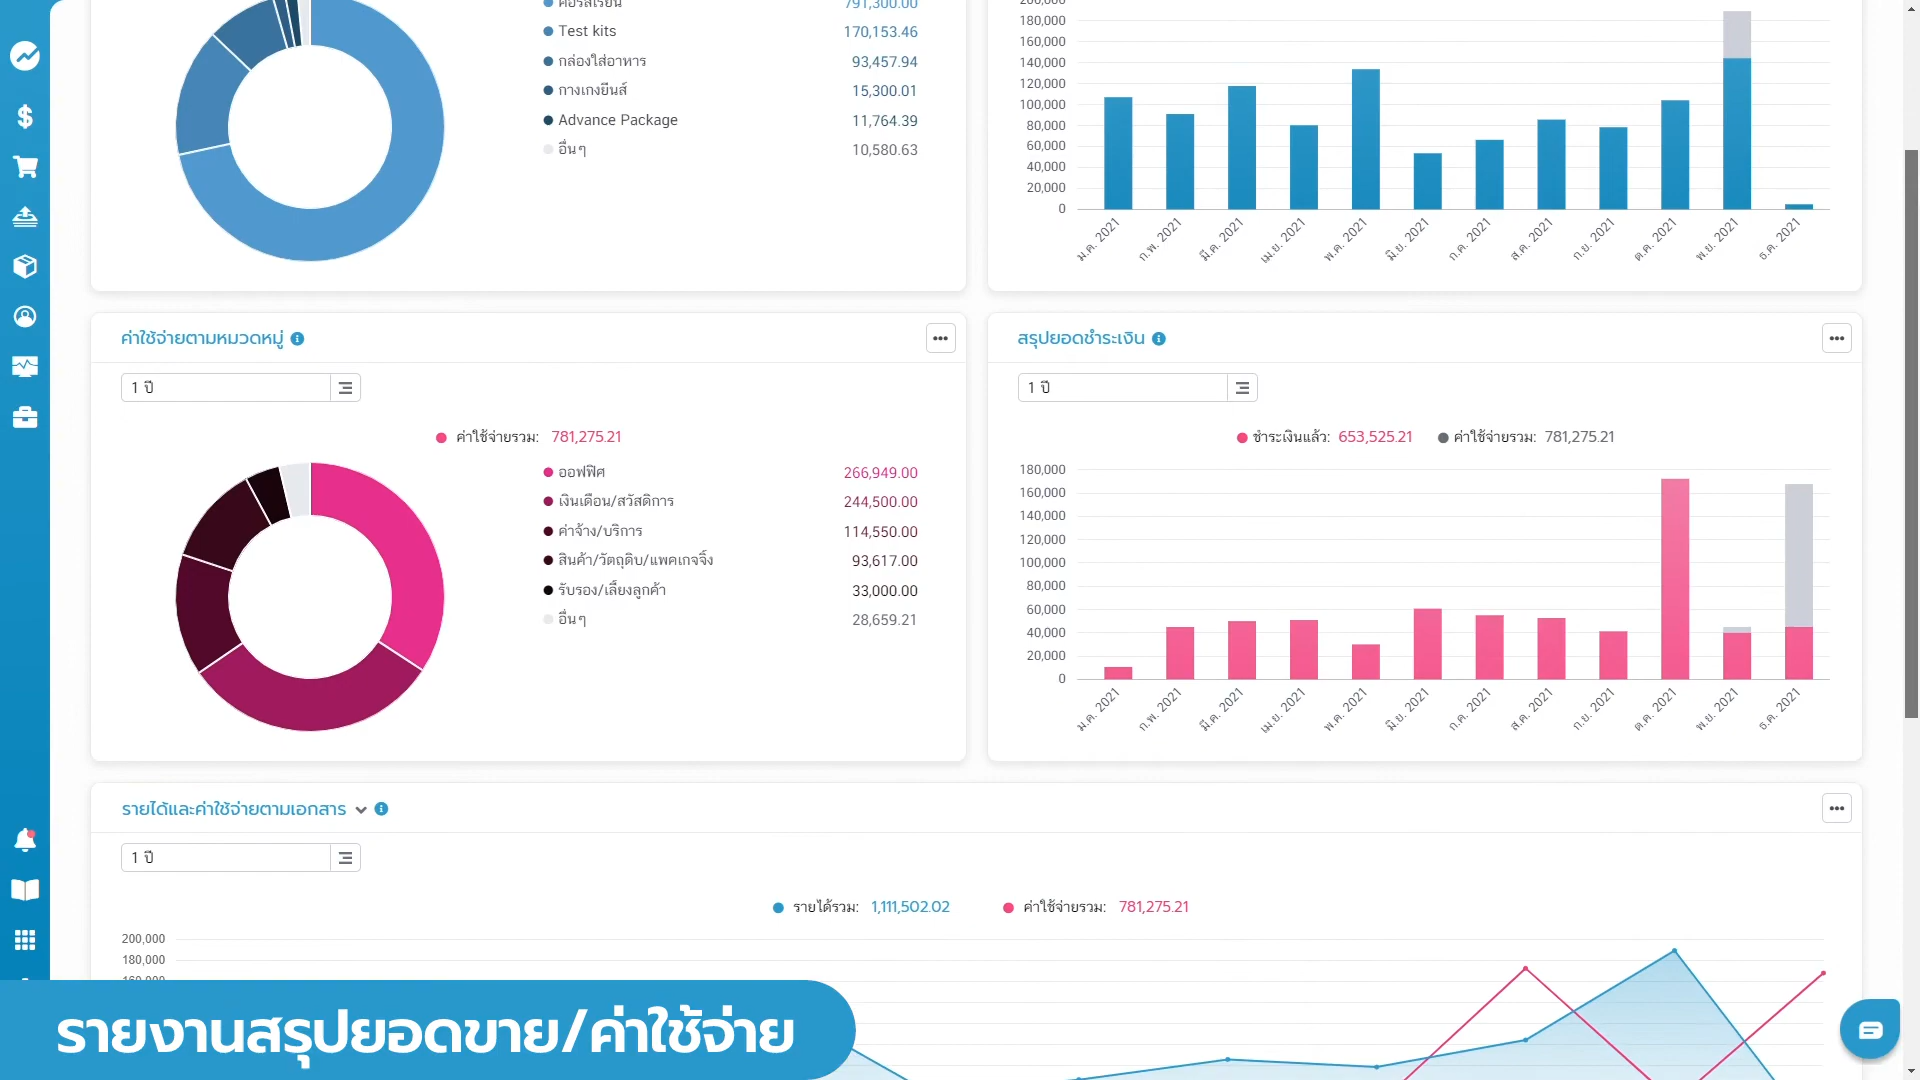 คอร์สเรียน 791,300.00
Test kits 170,153.46
กล่องใส่อาหาร 93,457.94
กางเกงยีนส์ 15,300.01
Advance Package 11,764.39
อื่นๆ 10,580.63
200,000
180,000
160,000
140,000
120,000
100,000
80,000
60,000
40,000
20,000
0
ม.ค. 2021 ก.พ. 2021 มี.ค. 2021 เม.ย. 2021 พ.ค. 2021 มิ.ย. 2021 ก.ค. 2021 ส.ค. 2021 ก.ย. 2021 ต.ค. 2021 พ.ย. 2021 ธ.ค. 2021
ค่าใช้จ่ายตามหมวดหมู่
1 ปี
ค่าใช้จ่ายรวม: 781,275.21
ออฟฟิศ 266,949.00
เงินเดือน/สวัสดิการ 244,500.00
ค่าจ้าง/บริการ 114,550.00
สินค้า/วัตถุดิบ/แพคเกจจิ้ง 93,617.00
รับรอง/เลี้ยงลูกค้า 33,000.00
อื่นๆ 28,659.21
สรุปยอดชำระเงิน
1 ปี
ชำระเงินแล้ว: 653,525.21 ค่าใช้จ่ายรวม: 781,275.21
180,000
160,000
140,000
120,000
100,000
80,000
60,000
40,000
20,000
0
ม.ค. 2021 ก.พ. 2021 มี.ค. 2021 เม.ย. 2021 พ.ค. 2021 มิ.ย. 2021 ก.ค. 2021 ส.ค. 2021 ก.ย. 2021 ต.ค. 2021 พ.ย. 2021 ธ.ค. 2021
รายได้และค่าใช้จ่ายตามเอกสาร
1 ปี
รายได้รวม: 1,111,502.02 ค่าใช้จ่ายรวม: 781,275.21
200,000
180,000
160,000
รายงานสรุปยอดขาย/ค่าใช้จ่าย